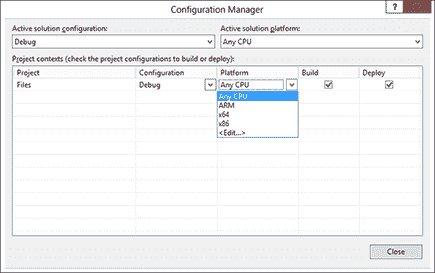 Configuration Manager
?
Active solution configuration:
Active solution platform:
Debug
Any CPU
Project contexts (check the project configurations to build or deploy):
Project Configuration Platform Build Deploy
Files Debug Any CPU
Any CPU
ARM
x64
x86
<Edit...>
Close